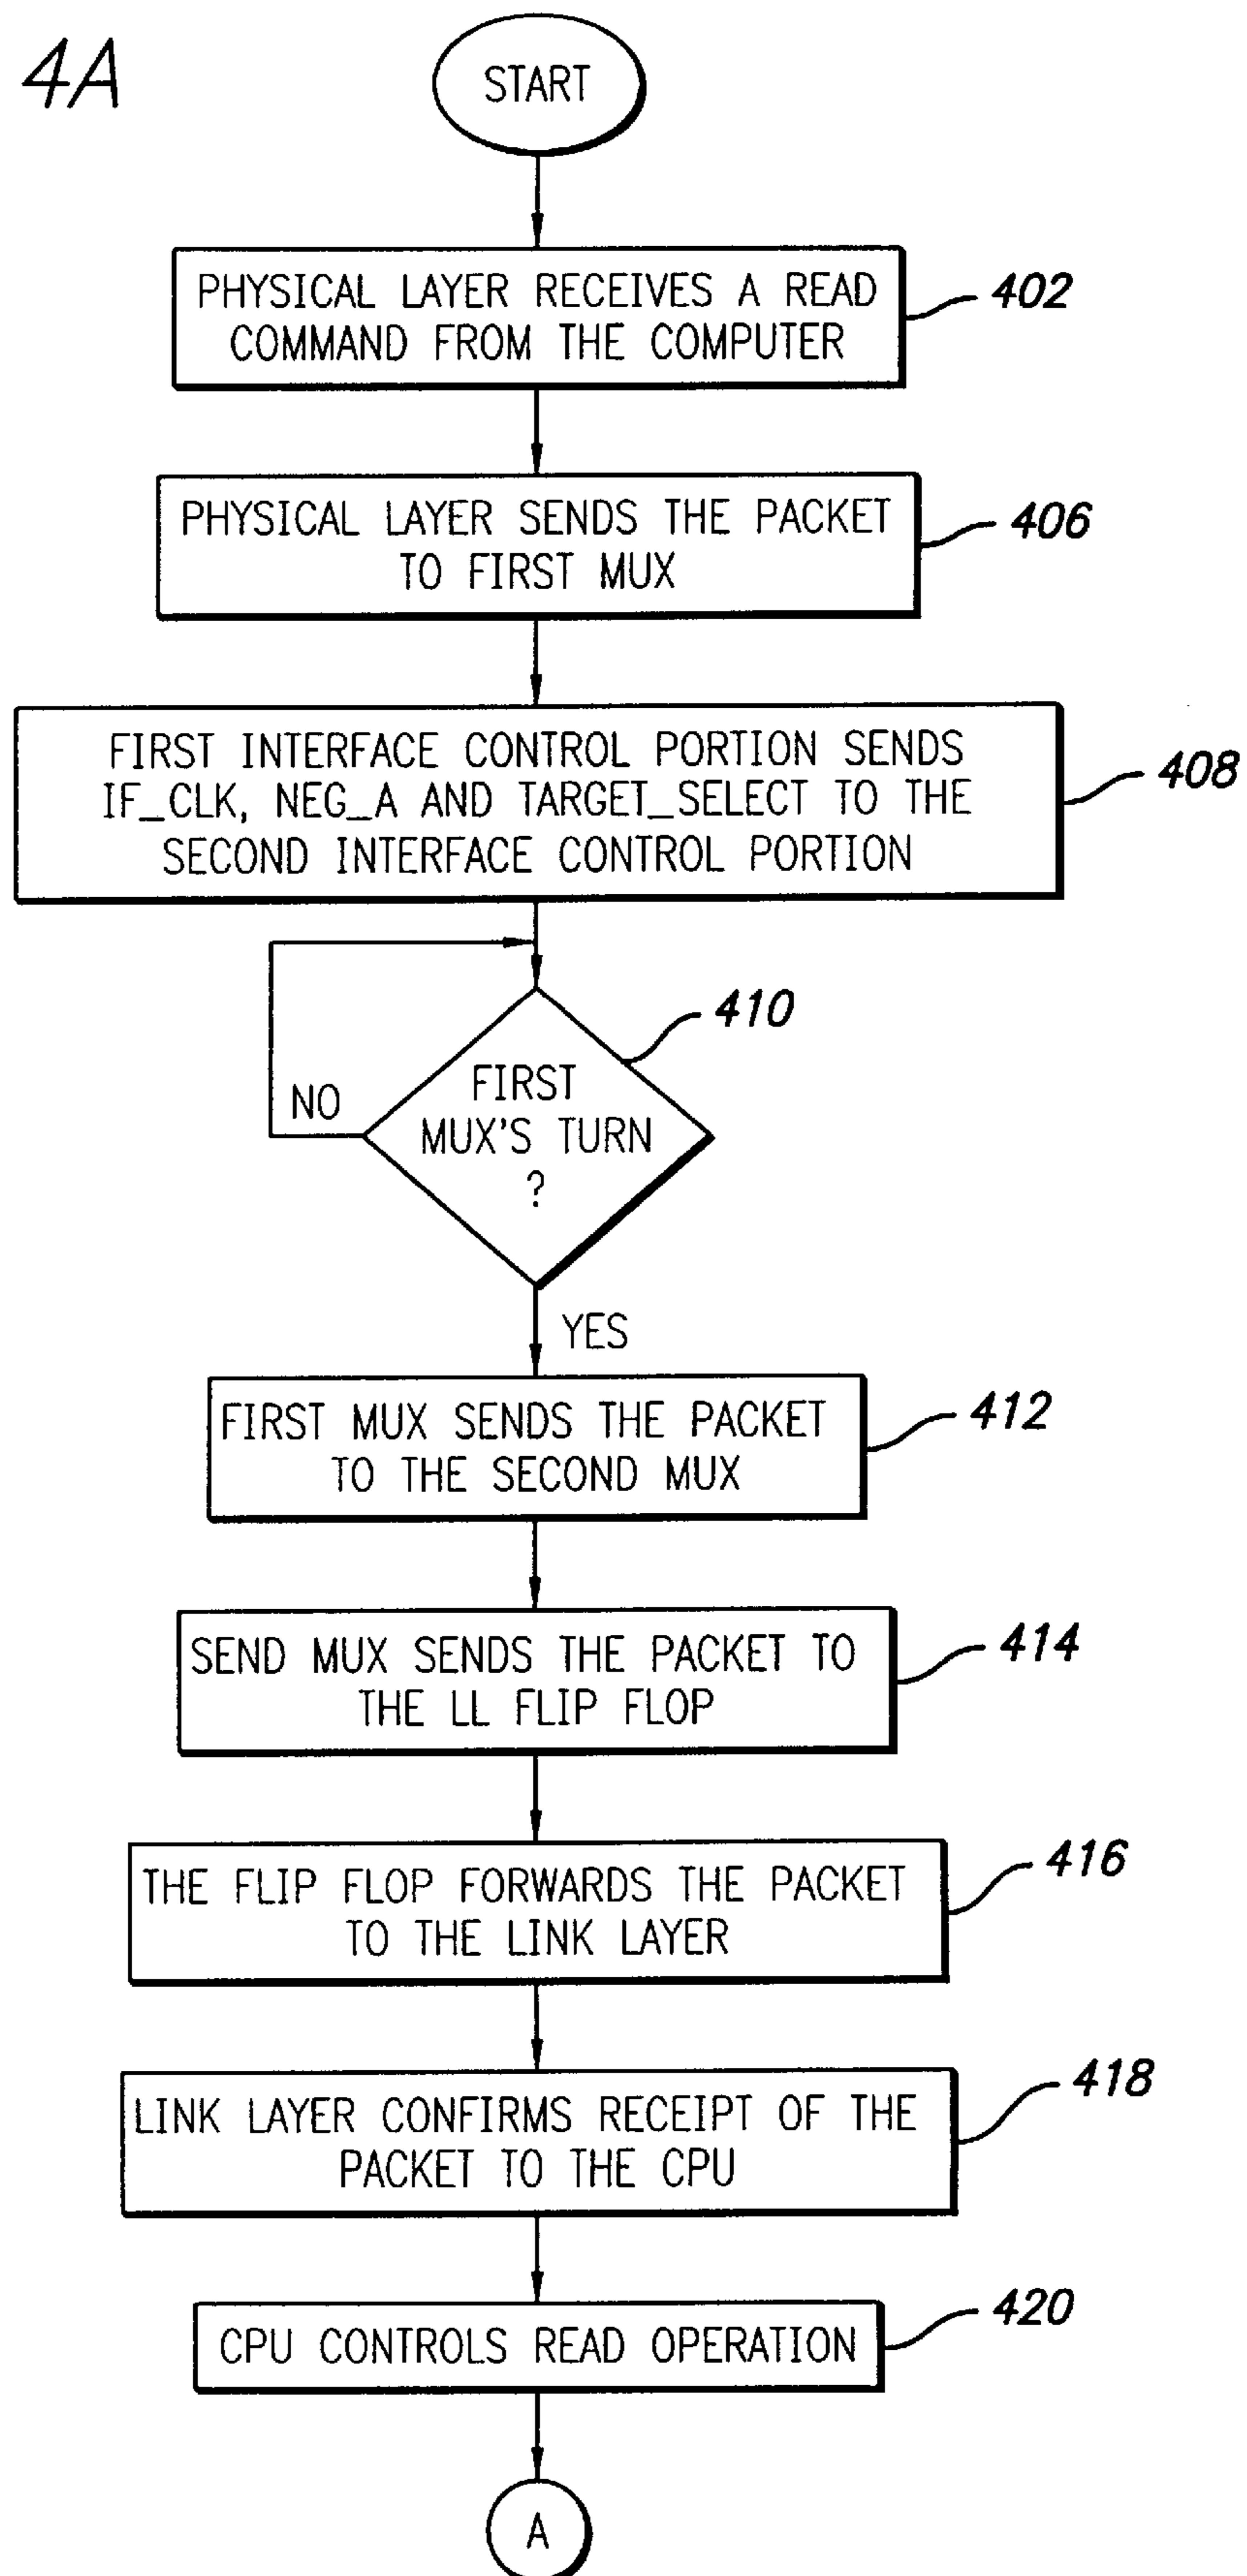 4A
START
PHYSICAL LAYER RECEIVES A READ
COMMAND FROM THE COMPUTER
402
PHYSICAL LAYER SENDS THE PACKET
TO FIRST MUX
406
FIRST INTERFACE CONTROL PORTION SENDS
IF_CLK, NEG_A AND TARGET_SELECT TO THE
SECOND INTERFACE CONTROL PORTION
408
410
FIRST
MUX'S TURN
?
NO
YES
FIRST MUX SENDS THE PACKET
TO THE SECOND MUX
412
SEND MUX SENDS THE PACKET TO
THE LL FLIP FLOP
414
THE FLIP FLOP FORWARDS THE PACKET
TO THE LINK LAYER
416
LINK LAYER CONFIRMS RECEIPT OF THE
PACKET TO THE CPU
418
CPU CONTROLS READ OPERATION
420
A